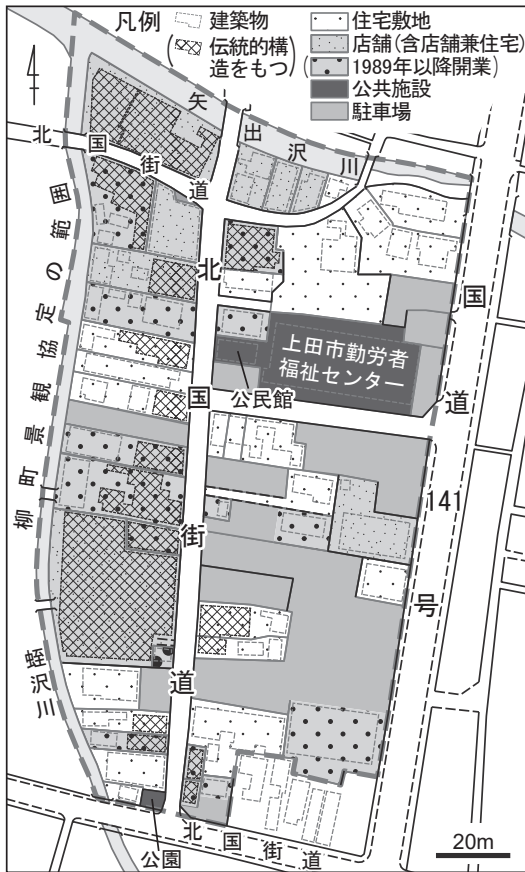 凡例
建築物
(伝統的構
造をもつ)
住宅敷地
店舗(含店舗兼住宅)
(1989年以降開業)
公共施設
駐車場
矢出沢川
北国街道
柳町景観協定の範囲
北国街道
国道141号
上田市勤労者
福祉センター
公民館
蛭沢川
公園
北国街道
20m